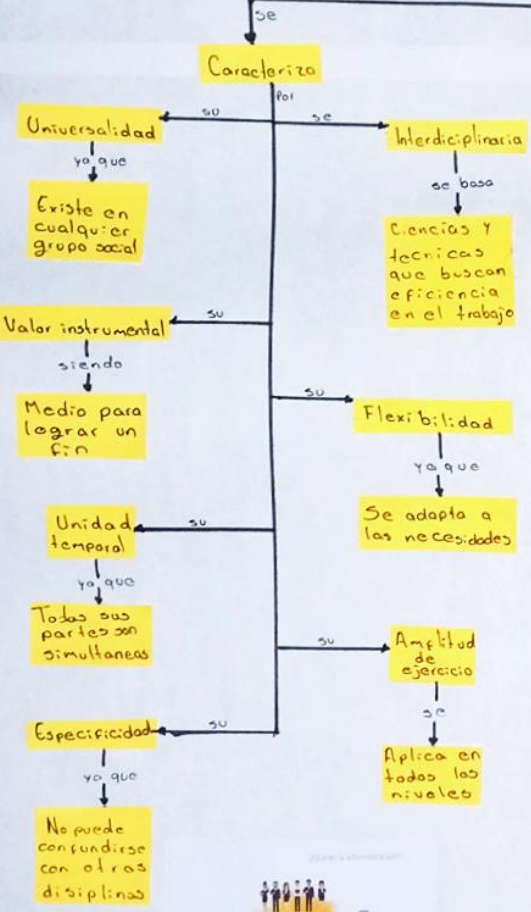 se
Caracteriza
Por
su
Universalidad
ya que
Existe en
cualquier
grupo social
se
Interdiciplinaria
se basa
Ciencias y
tecnicas
que buscan
eficiencia
en el trabajo
su
Valor instrumental
siendo
Medio para
lograr un
fin
su
Flexibilidad
ya que
Se adapta a
las necesidades
su
Unidad
temporal
ya que
Todas sus
partes son
simultaneas
su
Amplitud
de
ejercicio
se
Aplica en
todos los
niveles
su
Especificidad
ya que
No puede
confundirse
con otras
disiplinas